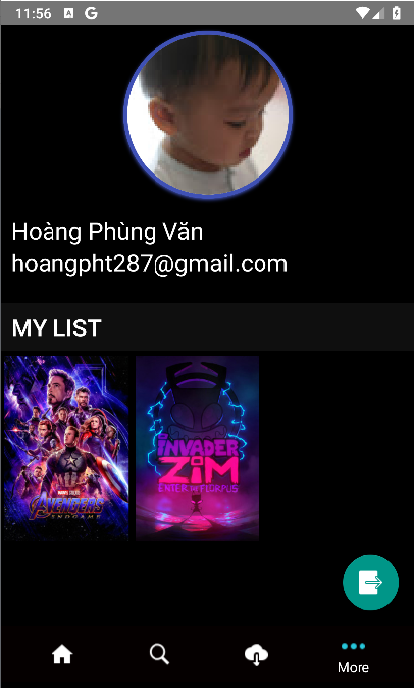 11:56
Hoàng Phùng Văn
hoangpht287@gmail.com
MY LIST
MARVEL STUDIOS
AVENGERS
ENDGAME
INVADER
ZIM
ENTER THE FLORPUS
More